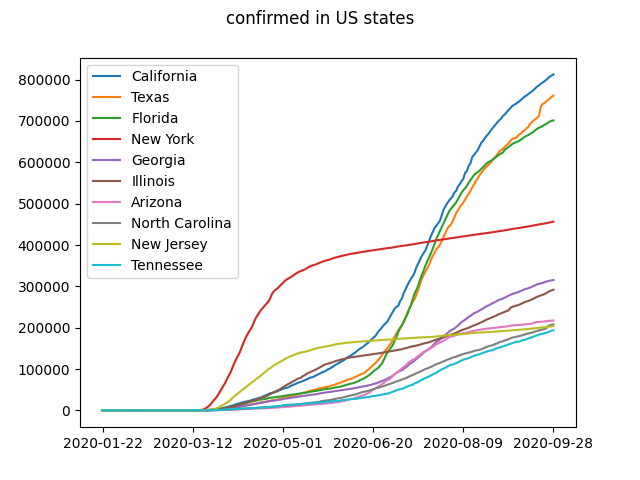 confirmed in US states
800000
700000
600000
500000
400000
300000
200000
100000
0
California
Texas
Florida
New York
Georgia
Illinois
Arizona
North Carolina
New Jersey
Tennessee
2020-01-22 2020-03-12 2020-05-01 2020-06-20 2020-08-09 2020-09-28